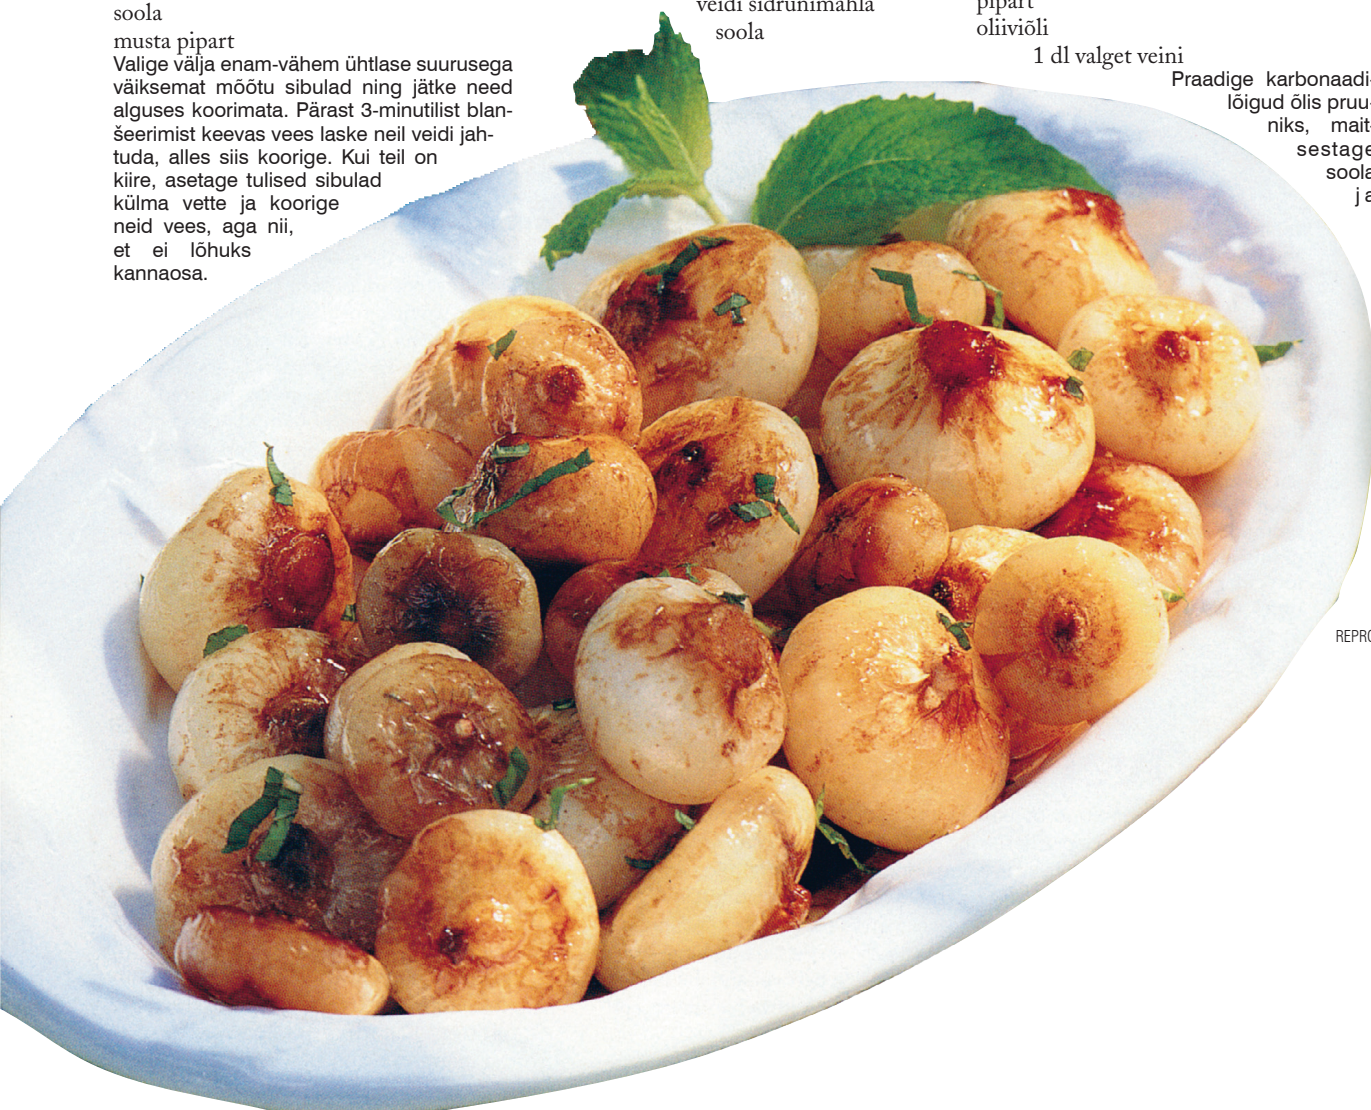 soola
musta pipart
Valige välja enam-vähem ühtlase suurusega
väiksemat mõõtu sibulad ning jätke need
alguses koorimata. Pärast 3-minutilist blan-
šeerimist keevas vees laske neil veidi jah-
tuda, alles siis koorige. Kui teil on
kiire, asetage tulised sibulad
külma vette ja koorige
neid vees, aga nii,
et ei lõhuks
kannaosa.
veidi sidrunimahla
soola
pipart
oliiviõli
1 dl valget veini
Praadige karbonaadi-
lõigud õlis pruu-
niks, mait-
sestage
soola
ja
REPRO